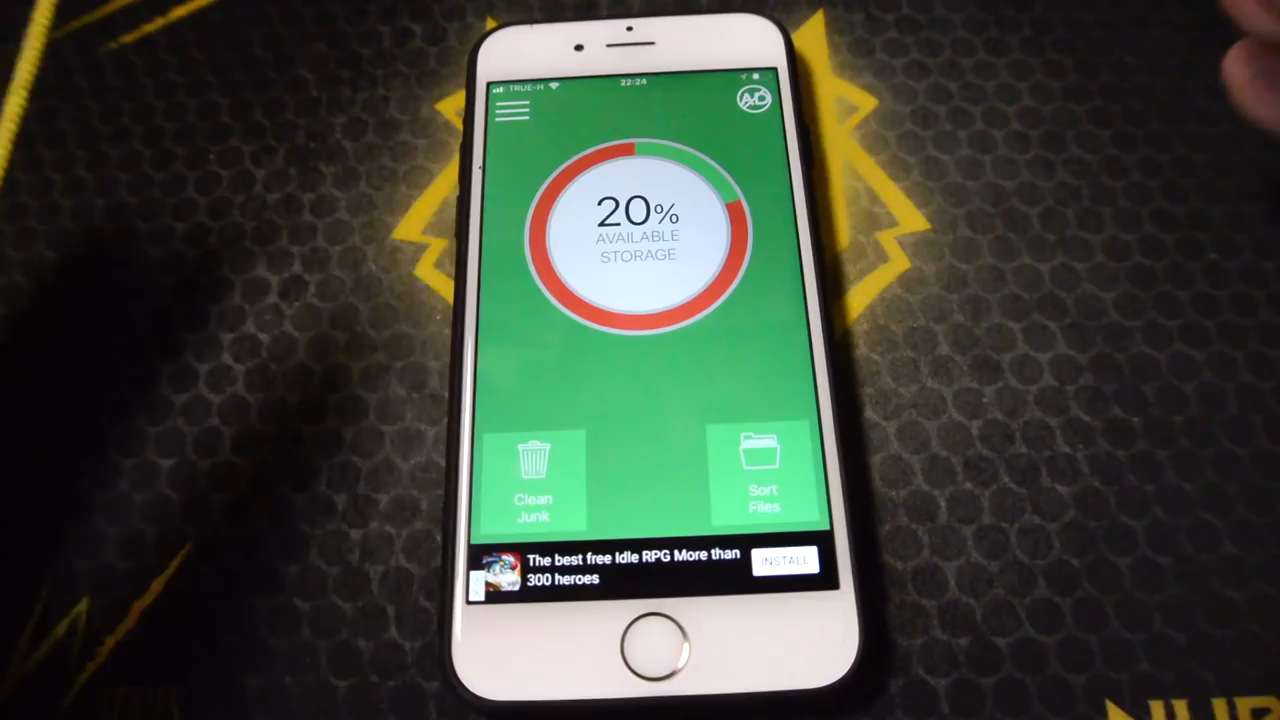 TRUE-H
22:24
AD
20%
AVAILABLE
STORAGE
Clean
Junk
Sort
Files
The best free Idle RPG More than
300 heroes
INSTALL